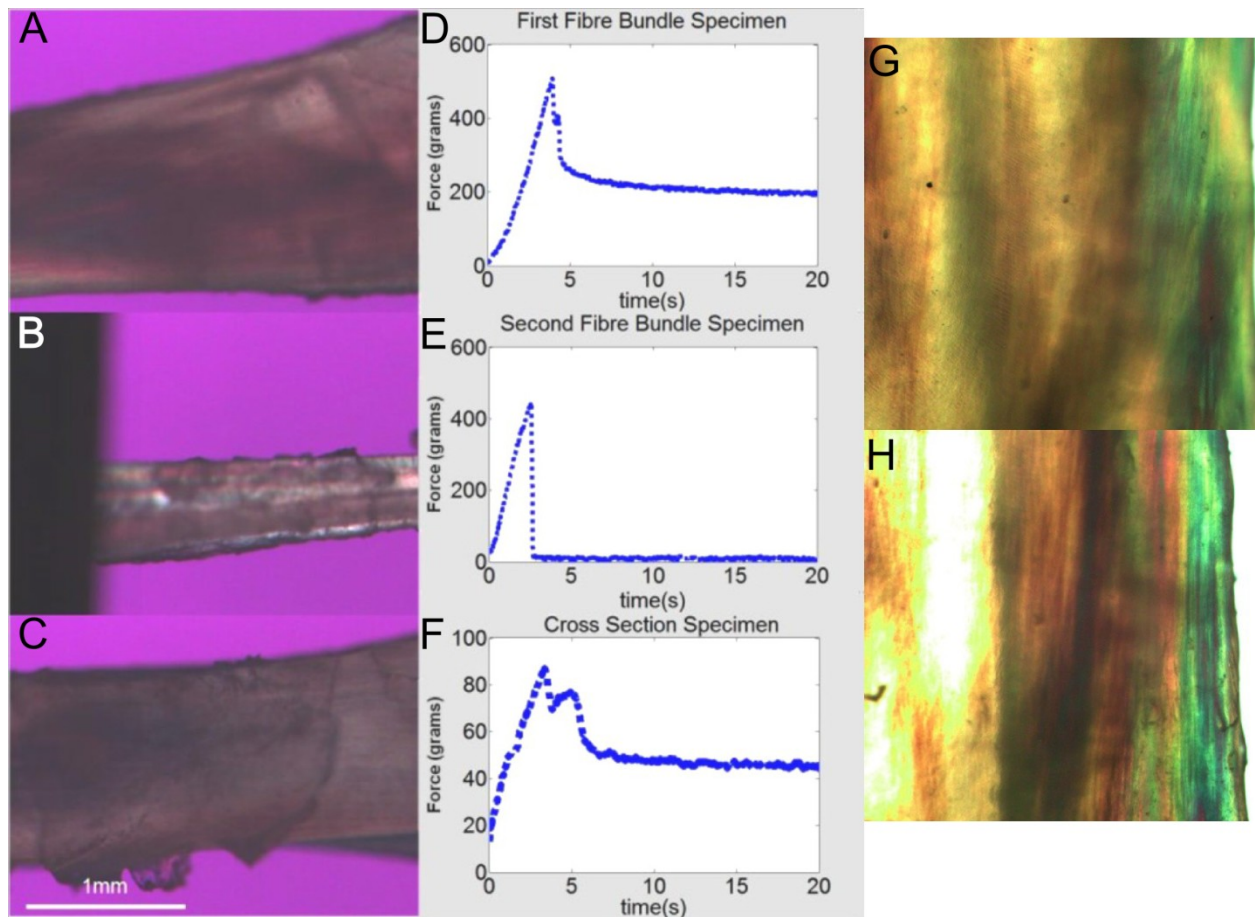 A
B
C
1mm
D
First Fibre Bundle Specimen
600
400
200
0
Force (grams)
0 5 10 15 20
time(s)
E
Second Fibre Bundle Specimen
600
400
200
0
Force (grams)
0 5 10 15 20
time(s)
F
Cross Section Specimen
100
80
60
40
20
0
Force (grams)
0 5 10 15 20
time(s)
G
H